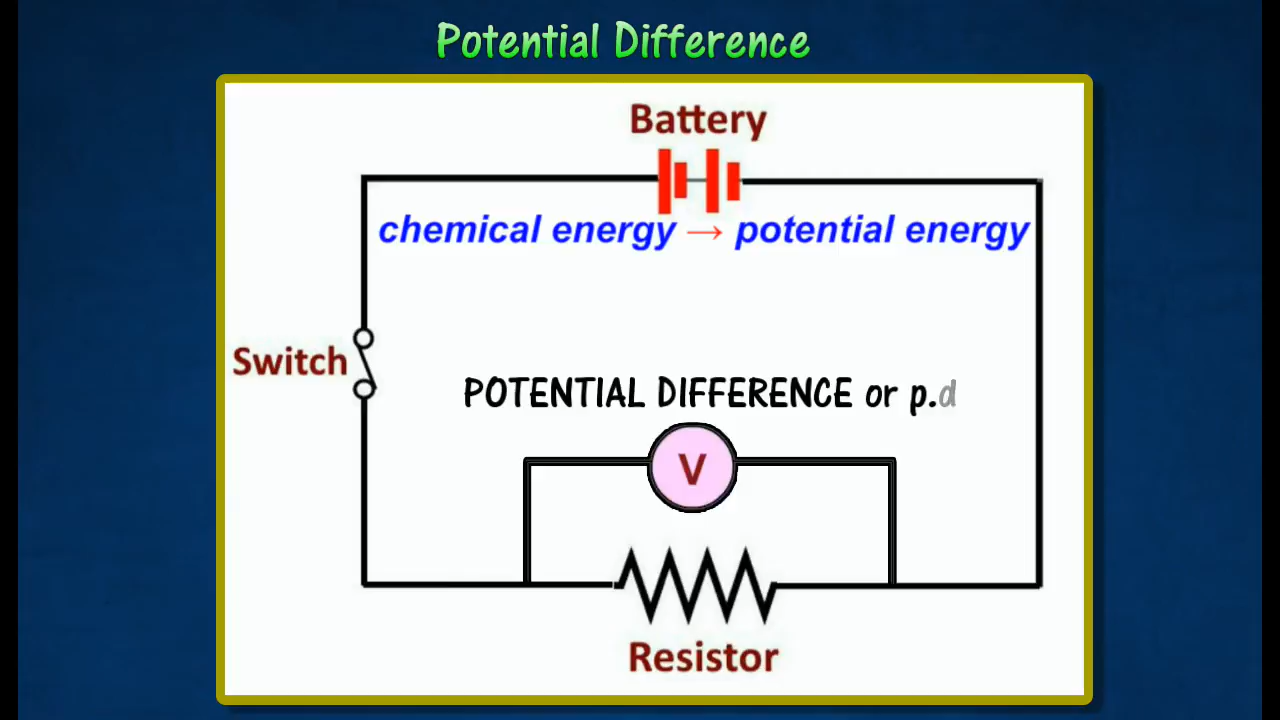 Potential Difference
Battery
chemical energy → potential energy
Switch
POTENTIAL DIFFERENCE or p.d
V
Resistor